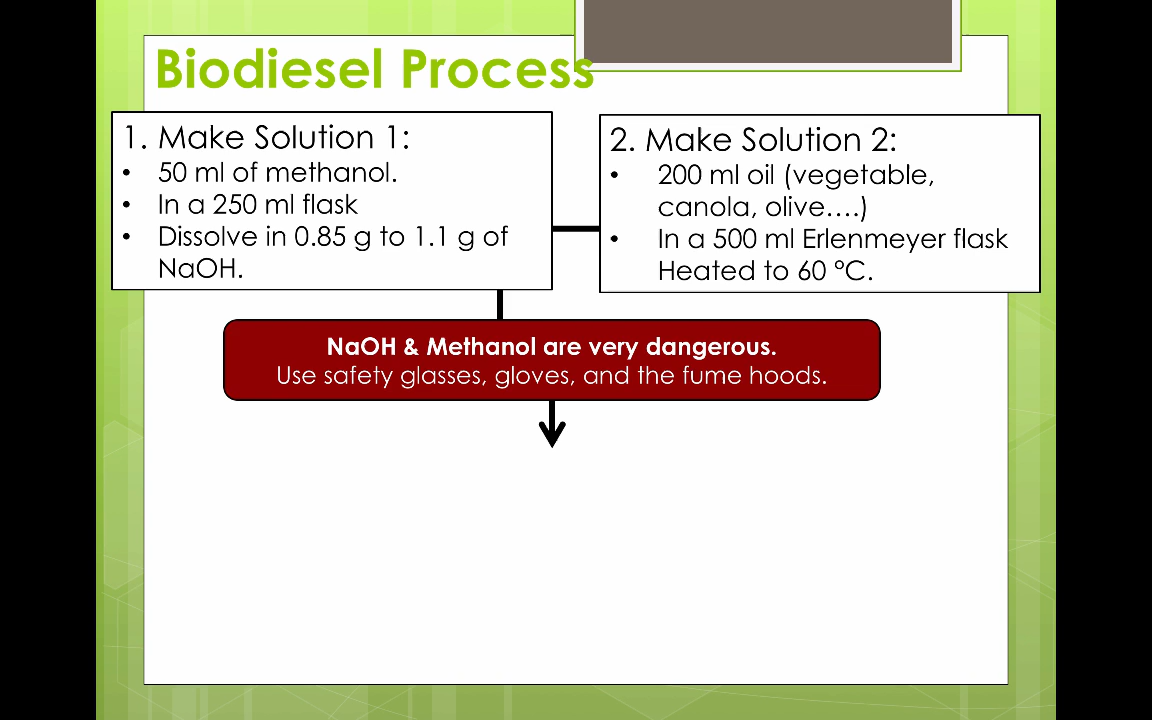 Biodiesel Process
1. Make Solution 1:
• 50 ml of methanol.
• In a 250 ml flask
• Dissolve in 0.85 g to 1.1 g of
NaOH.
2. Make Solution 2:
• 200 ml oil (vegetable,
canola, olive….)
• In a 500 ml Erlenmeyer flask
Heated to 60 °C.
NaOH & Methanol are very dangerous.
Use safety glasses, gloves, and the fume hoods.